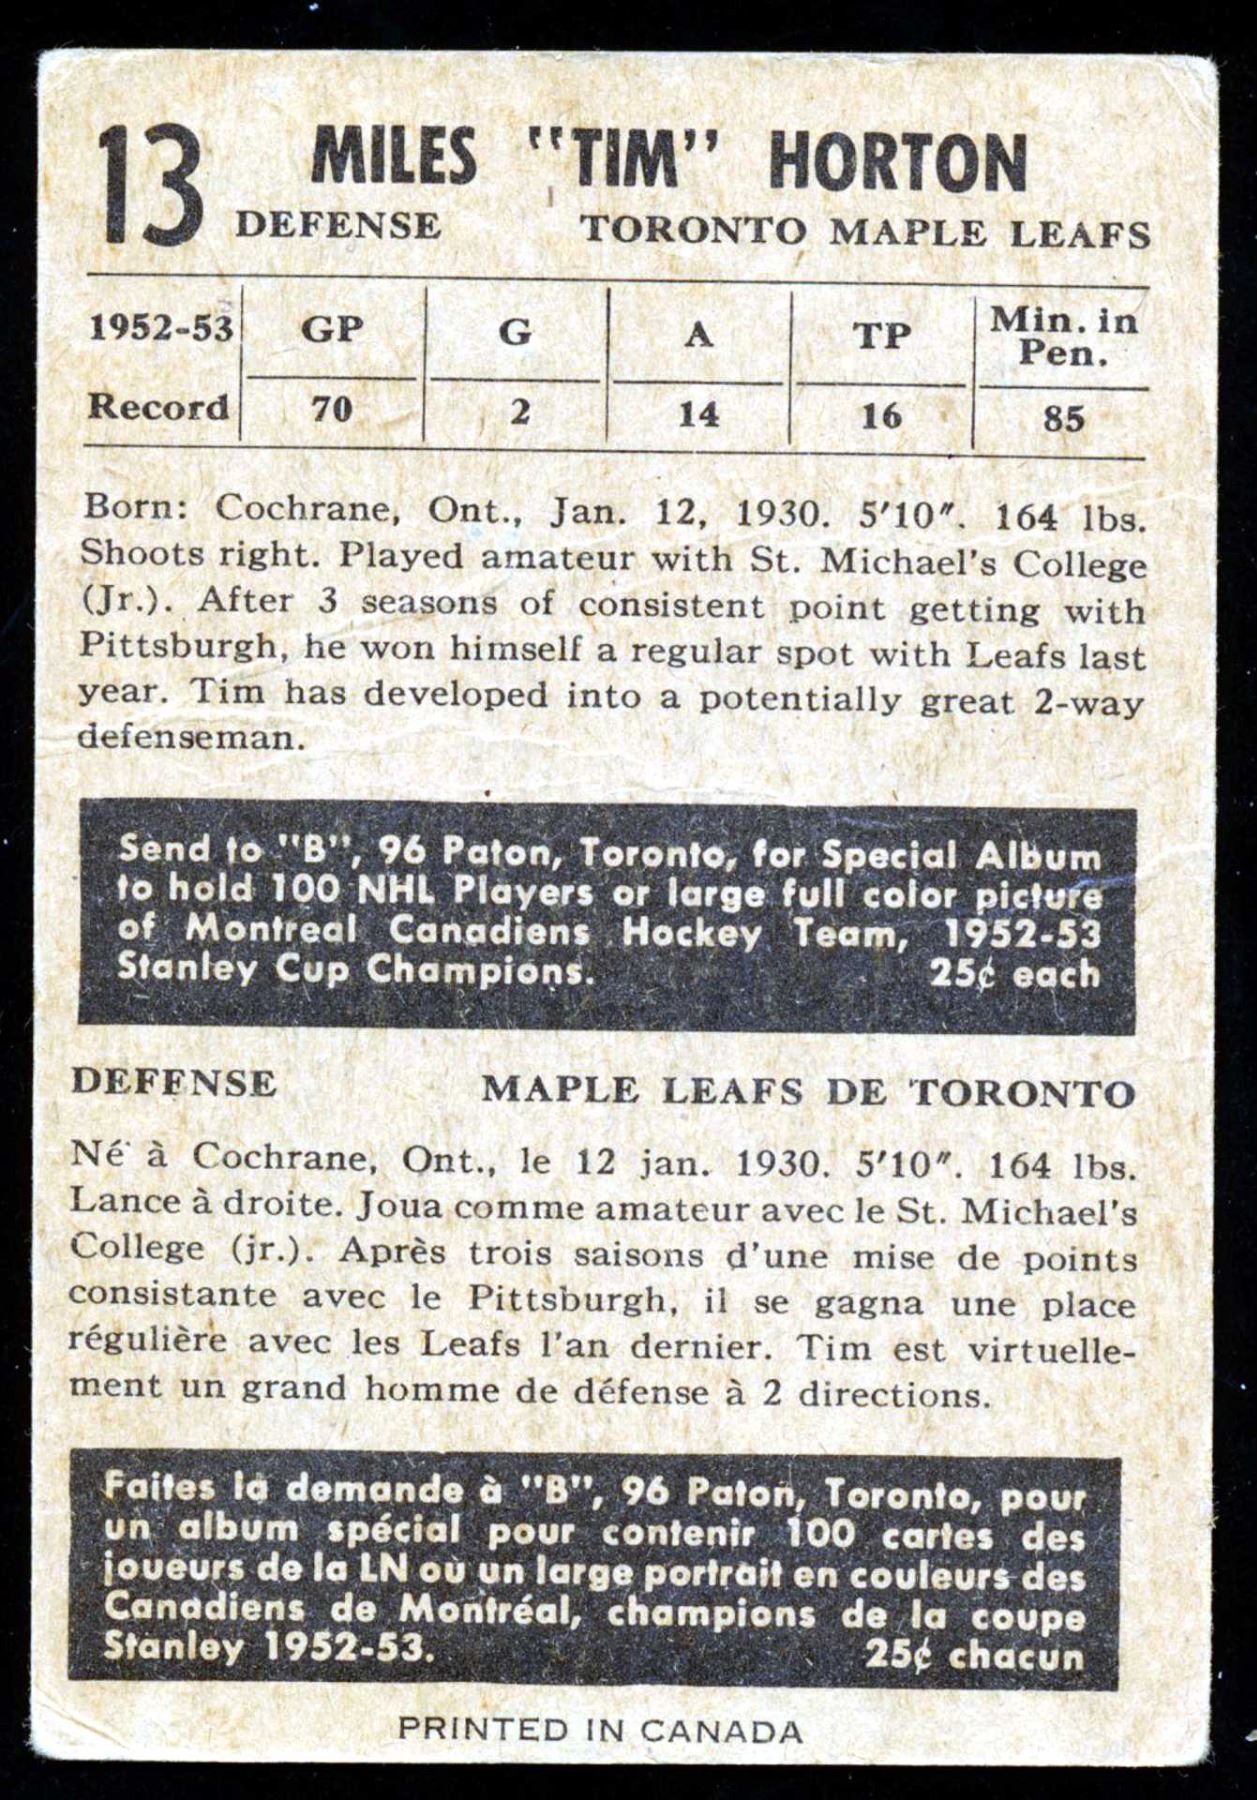 13 MILES "TIM" HORTON
DEFENSE TORONTO MAPLE LEAFS
1952-53 GP G A TP Min. in Pen.
Record 70 2 14 16 85
Born: Cochrane, Ont., Jan. 12, 1930. 5'10". 164 lbs.
Shoots right. Played amateur with St. Michael's College
(Jr.). After 3 seasons of consistent point getting with
Pittsburgh, he won himself a regular spot with Leafs last
year. Tim has developed into a potentially great 2-way
defenseman.
Send to "B", 96 Paton, Toronto, for Special Album
to hold 100 NHL Players or large full color picture
of Montreal Canadiens Hockey Team, 1952-53
Stanley Cup Champions. 25¢ each
DEFENSE MAPLE LEAFS DE TORONTO
Né à Cochrane, Ont., le 12 jan. 1930. 5'10". 164 lbs.
Lance à droite. Joua comme amateur avec le St. Michael's
College (jr.). Après trois saisons d'une mise de points
consistante avec le Pittsburgh, il se gagna une place
régulière avec les Leafs l'an dernier. Tim est virtuelle-
ment un grand homme de défense à 2 directions.
Faites la demande à "B", 96 Paton, Toronto, pour
un album spécial pour contenir 100 cartes des
joueurs de la LN ou un large portrait en couleurs des
Canadiens de Montréal, champions de la coupe
Stanley 1952-53. 25¢ chacun
PRINTED IN CANADA